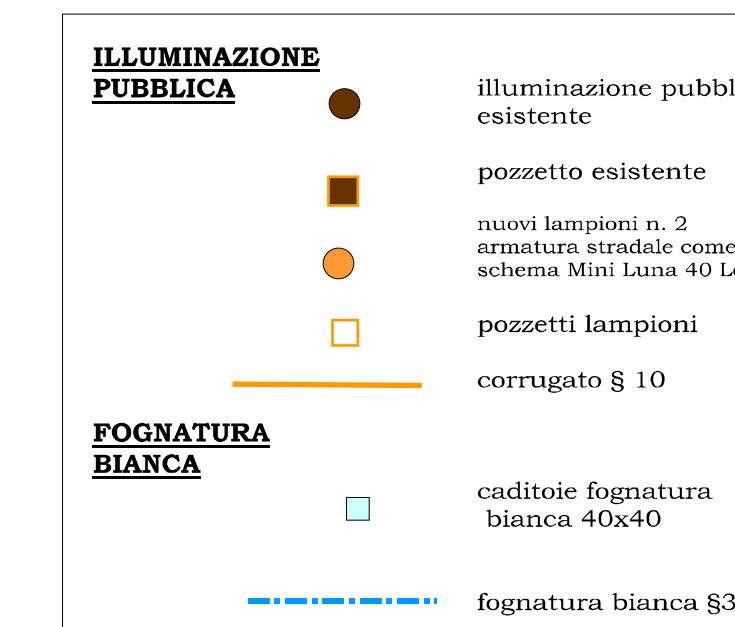 ILLUMINAZIONE
PUBBLICA
illuminazione pubbl
esistente
pozzetto esistente
nuovi lampioni n. 2
armatura stradale come
schema Mini Luna 40 L
pozzetti lampioni
corrugato § 10
FOGNATURA
BIANCA
caditoie fognatura
bianca 40x40
fognatura bianca §3